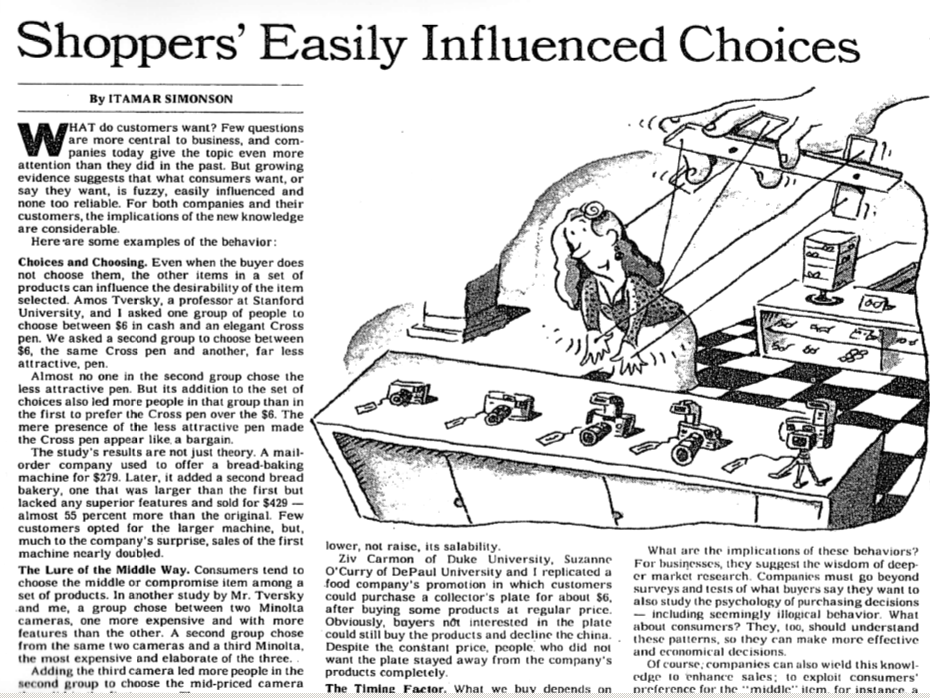 Shoppers' Easily Influenced Choices
By ITAMAR SIMONSON
WHAT do customers want? Few questions
are more central to business, and com-
panies today give the topic even more
attention than they did in the past. But growing
evidence suggests that what consumers want, or
say they want, is fuzzy, easily influenced and
none too reliable. For both companies and their
customers, the implications of the new knowledge
are considerable.
Here are some examples of the behavior:
Choices and Choosing. Even when the buyer does
not choose them, the other items in a set of
products can influence the desirability of the item
selected. Amos Tversky, a professor at Stanford
University, and I asked one group of people to
choose between $6 in cash and an elegant Cross
pen. We asked a second group to choose between
$6, the same Cross pen and another, far less
attractive, pen.
Almost no one in the second group chose the
less attractive pen. But its addition to the set of
choices also led more people in that group than in
the first to prefer the Cross pen over the $6. The
mere presence of the less attractive pen made
the Cross pen appear like a bargain.
The study's results are not just theory. A mail-
order company used to offer a bread-baking
machine for $279. Later, it added a second bread
bakery, one that was larger than the first but
lacked any superior features and sold for $429 —
almost 55 percent more than the original. Few
customers opted for the larger machine, but,
much to the company's surprise, sales of the first
machine nearly doubled.
The Lure of the Middle Way. Consumers tend to
choose the middle or compromise item among a
set of products. In another study by Mr. Tversky
and me, a group chose between two Minolta
cameras, one more expensive and with more
features than the other. A second group chose
from the same two cameras and a third Minolta,
the most expensive and elaborate of the three.
Adding the third camera led more people in the
second group to choose the mid-priced camera
lower, not raise, its salability.
Ziv Carmon of Duke University, Suzanne
O'Curry of DePaul University and I replicated a
food company's promotion in which customers
could purchase a collector's plate for about $6,
after buying some products at regular price.
Obviously, buyers not interested in the plate
could still buy the products and decline the china.
Despite the constant price, people who did not
want the plate stayed away from the company's
products completely.
The Timing Factor. What we buy depends on
What are the implications of these behaviors?
For businesses, they suggest the wisdom of deep-
er market research. Companies must go beyond
surveys and tests of what buyers say they want to
also study the psychology of purchasing decisions
— including seemingly illogical behavior. What
about consumers? They, too, should understand
these patterns, so they can make more effective
and economical decisions.
Of course, companies can also wield this knowl-
edge to enhance sales; to exploit consumers'
preference for the "middle" item, for instance, a